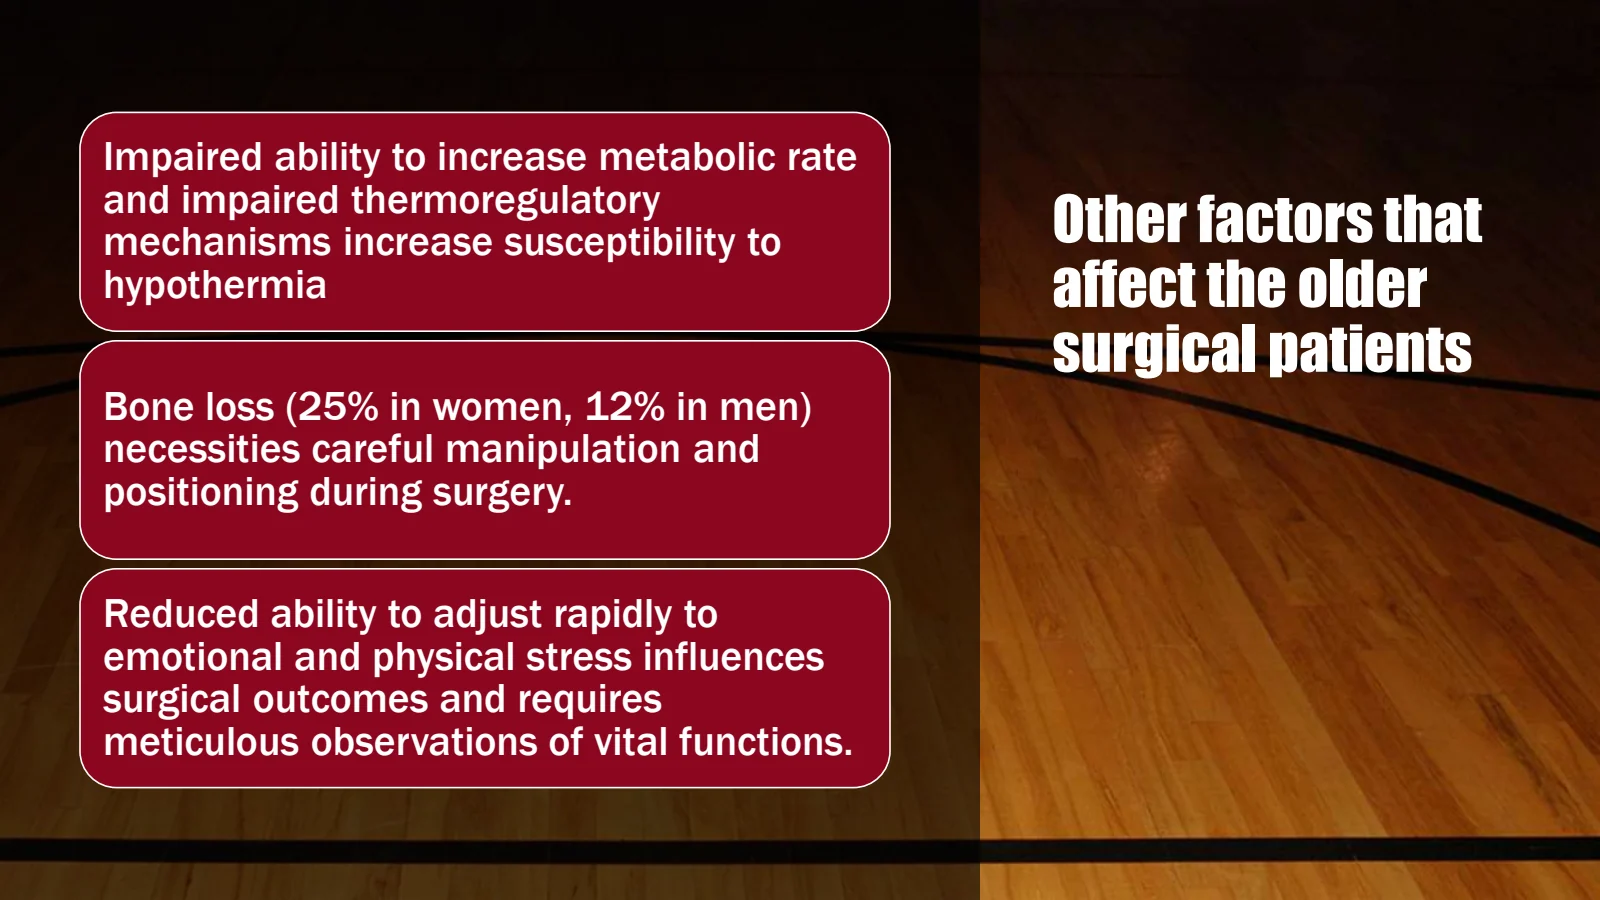 Impaired ability to increase metabolic rate
and impaired thermoregulatory
mechanisms increase susceptibility to
hypothermia
Bone loss (25% in women, 12% in men)
necessities careful manipulation and
positioning during surgery.
Reduced ability to adjust rapidly to
emotional and physical stress influences
surgical outcomes and requires
meticulous observations of vital functions.
Other factors that
affect the older
surgical patients